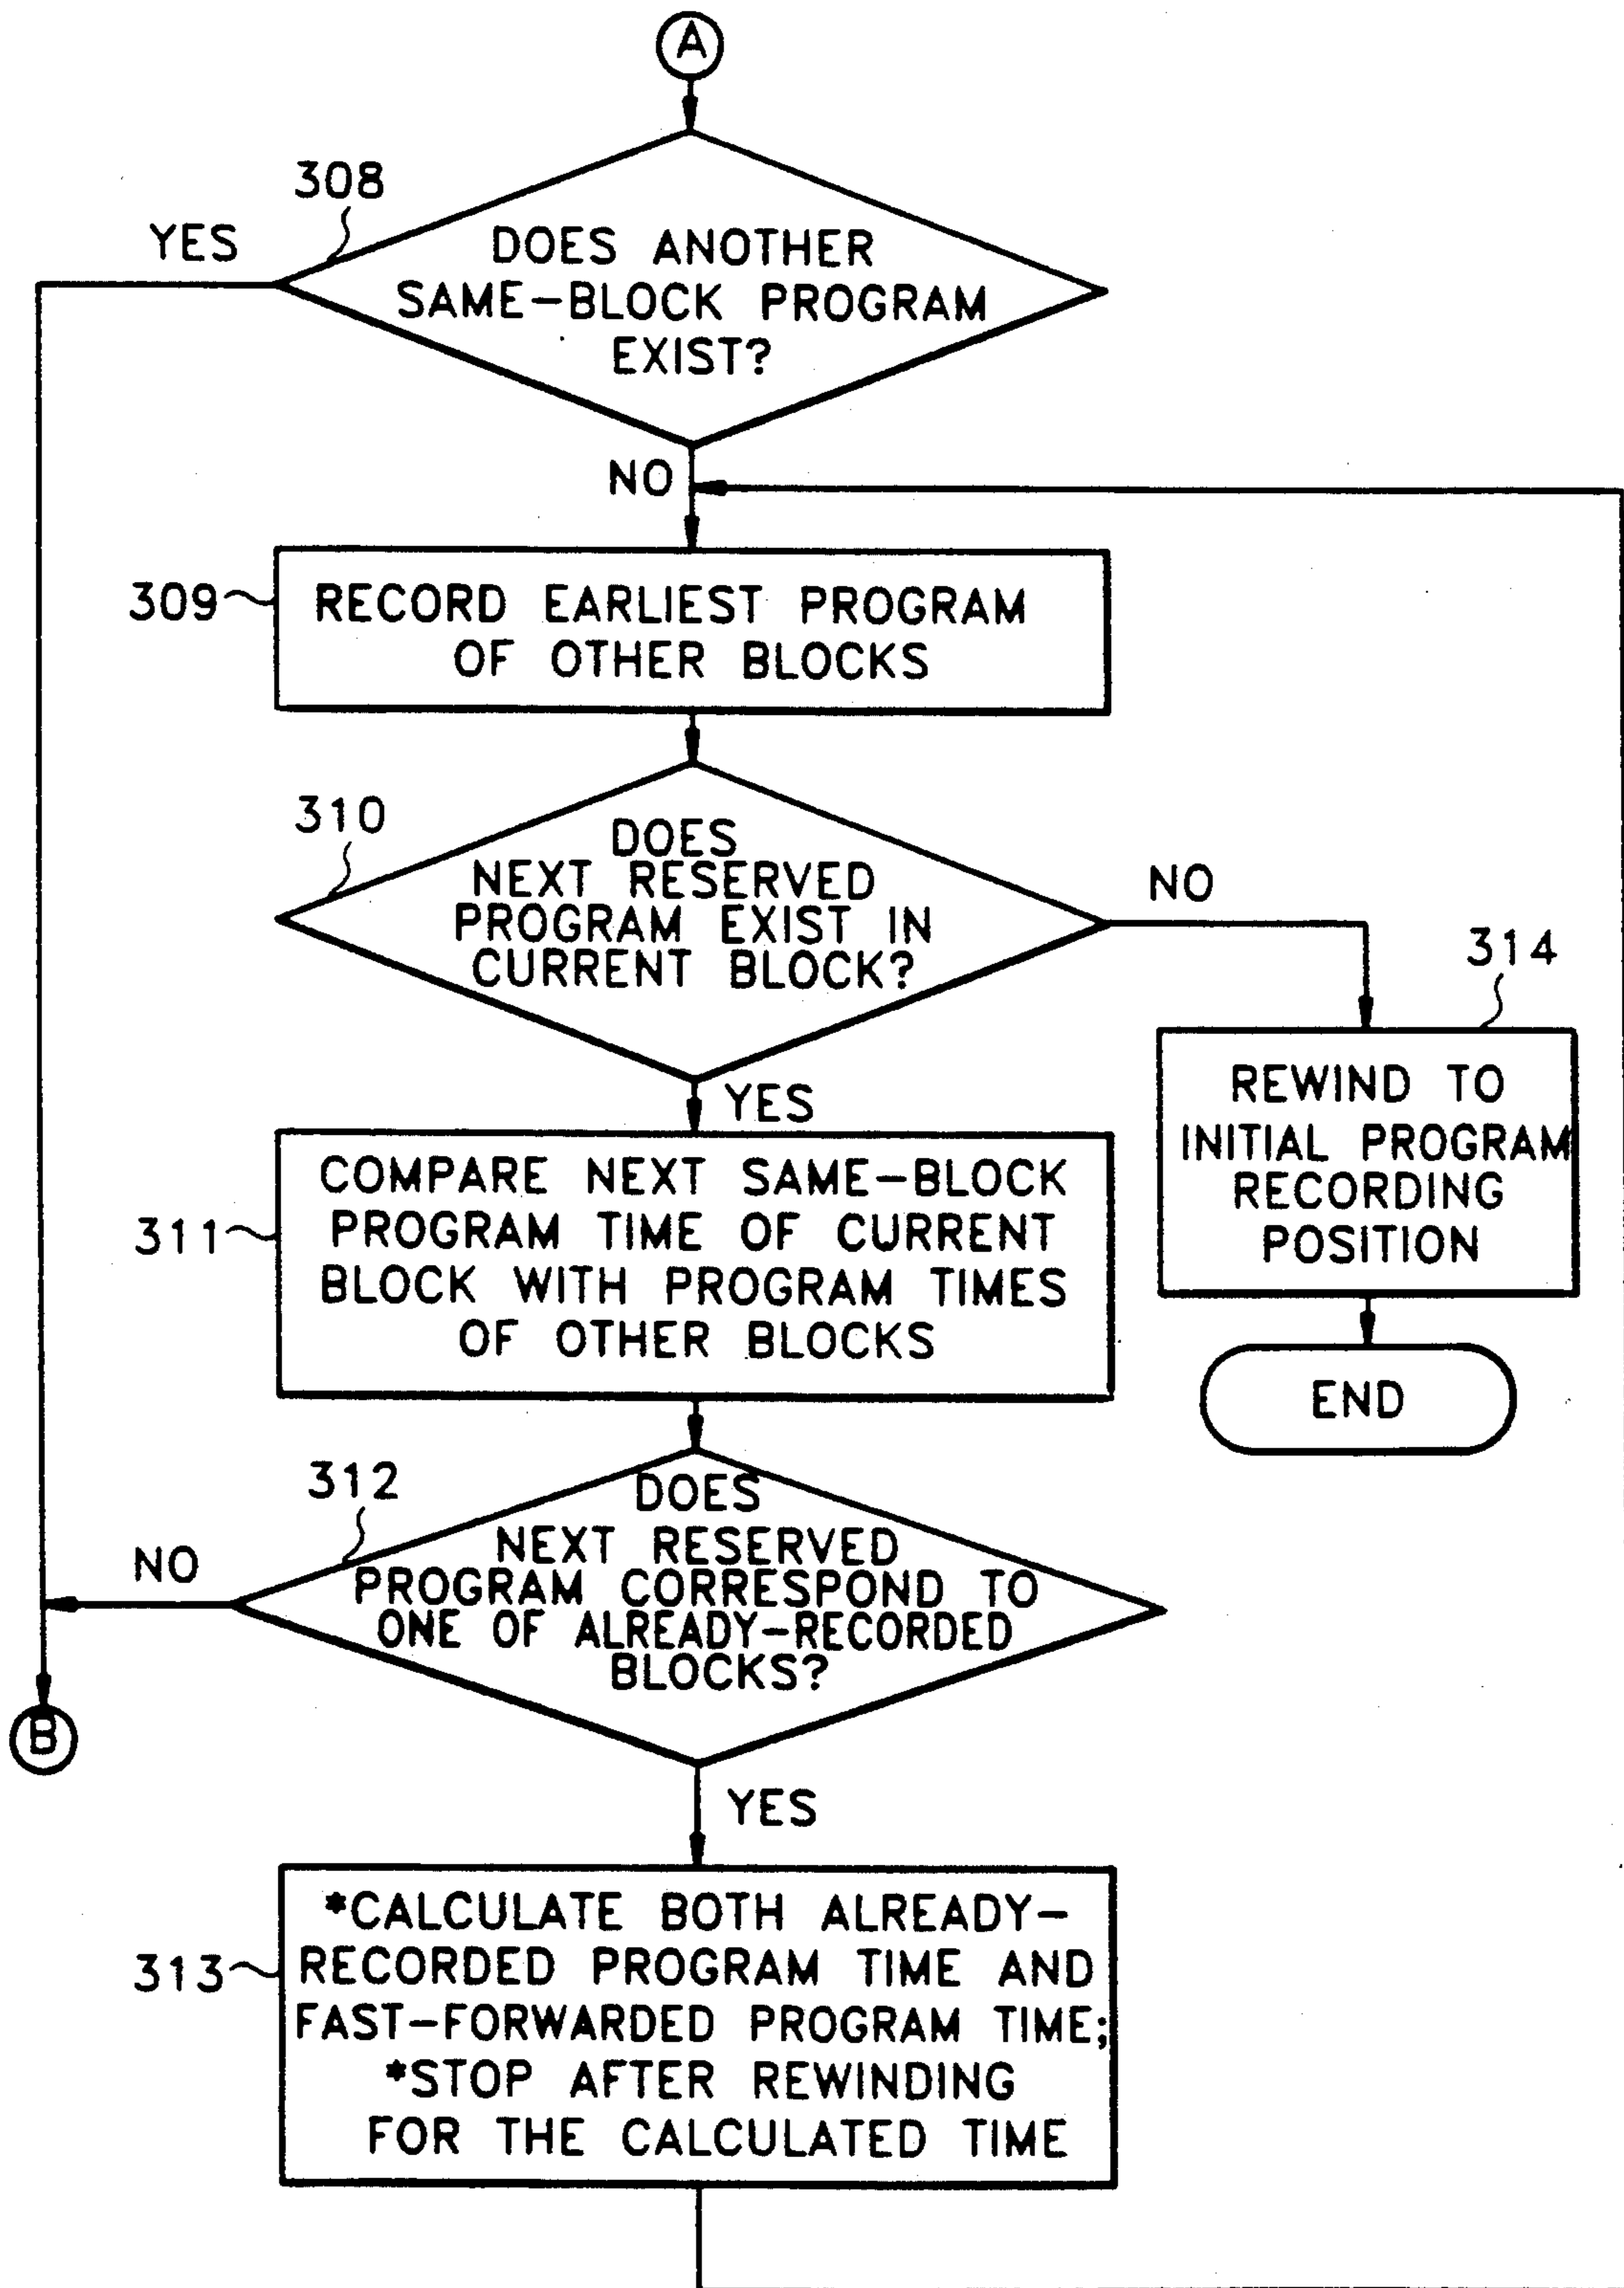 A
308
YES
DOES ANOTHER
SAME-BLOCK PROGRAM
EXIST?
NO
309
RECORD EARLIEST PROGRAM
OF OTHER BLOCKS
310
DOES
NEXT RESERVED
PROGRAM EXIST IN
CURRENT BLOCK?
NO
314
YES
REWIND TO
INITIAL PROGRAM
RECORDING
POSITION
311
COMPARE NEXT SAME-BLOCK
PROGRAM TIME OF CURRENT
BLOCK WITH PROGRAM TIMES
OF OTHER BLOCKS
END
312
NO
DOES
NEXT RESERVED
PROGRAM CORRESPOND TO
ONE OF ALREADY-RECORDED
BLOCKS?
B
YES
313
*CALCULATE BOTH ALREADY-
RECORDED PROGRAM TIME AND
FAST-FORWARDED PROGRAM TIME;
*STOP AFTER REWINDING
FOR THE CALCULATED TIME